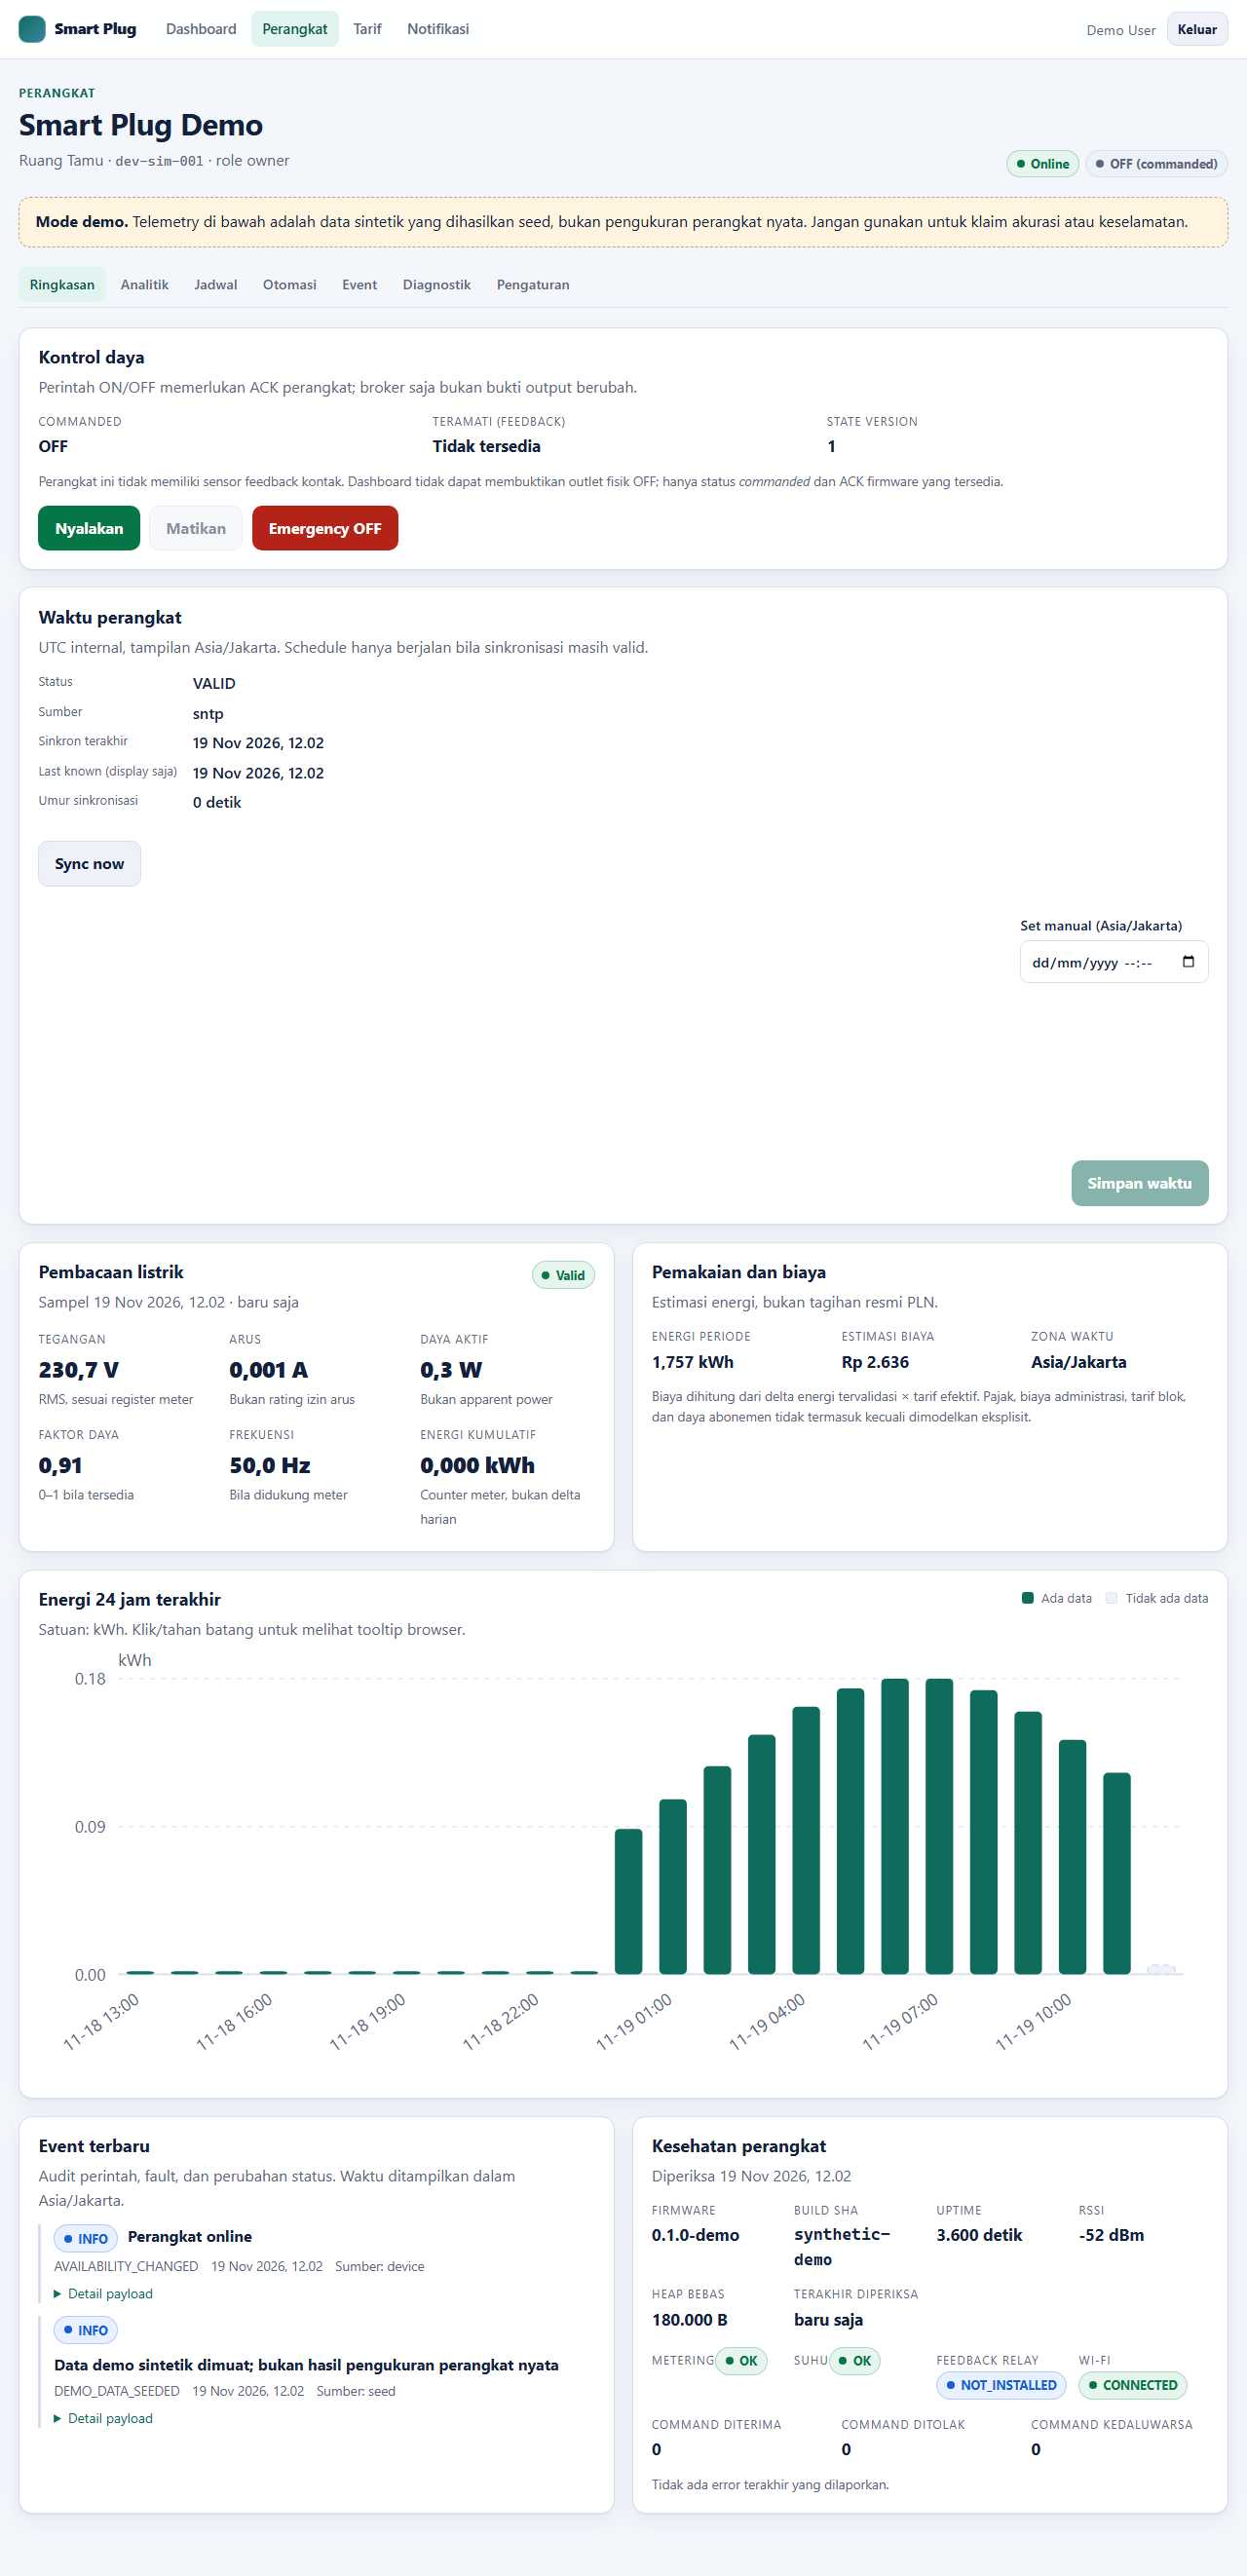 Smart Plug
Dashboard
Perangkat
Tarif
Notifikasi
Demo User
Keluar
PERANGKAT
Smart Plug Demo
Ruang Tamu · dev-sim-001 · role owner
Online
OFF (commanded)
Mode demo. Telemetry di bawah adalah data sintetik yang dihasilkan seed, bukan pengukuran perangkat nyata. Jangan gunakan untuk klaim akurasi atau keselamatan.
Ringkasan
Analitik
Jadwal
Otomasi
Event
Diagnostik
Pengaturan
Kontrol daya
Perintah ON/OFF memerlukan ACK perangkat; broker saja bukan bukti output berubah.
COMMANDED
TERAMATI (FEEDBACK)
STATE VERSION
OFF
Tidak tersedia
1
Perangkat ini tidak memiliki sensor feedback kontak. Dashboard tidak dapat membuktikan outlet fisik OFF; hanya status commanded dan ACK firmware yang tersedia.
Nyalakan
Matikan
Emergency OFF
Waktu perangkat
UTC internal, tampilan Asia/Jakarta. Schedule hanya berjalan bila sinkronisasi masih valid.
Status VALID
Sumber sntp
Sinkron terakhir 19 Nov 2026, 12.02
Last known (display saja) 19 Nov 2026, 12.02
Umur sinkronisasi 0 detik
Sync now
Set manual (Asia/Jakarta)
dd/mm/yyyy --:--
Simpan waktu
Pembacaan listrik
Valid
Sampel 19 Nov 2026, 12.02 · baru saja
TEGANGAN
ARUS
DAYA AKTIF
230,7 V
0,001 A
0,3 W
RMS, sesuai register meter
Bukan rating izin arus
Bukan apparent power
FAKTOR DAYA
FREKUENSI
ENERGI KUMULATIF
0,91
50,0 Hz
0,000 kWh
0–1 bila tersedia
Bila didukung meter
Counter meter, bukan delta
harian
Pemakaian dan biaya
Estimasi energi, bukan tagihan resmi PLN.
ENERGI PERIODE
ESTIMASI BIAYA
ZONA WAKTU
1,757 kWh
Rp 2.636
Asia/Jakarta
Biaya dihitung dari delta energi tervalidasi × tarif efektif. Pajak, biaya administrasi, tarif blok,
dan daya abonemen tidak termasuk kecuali dimodelkan eksplisit.
Energi 24 jam terakhir
Ada data
Tidak ada data
Satuan: kWh. Klik/tahan batang untuk melihat tooltip browser.
kWh
0.18
0.09
0.00
11-18 13:00
11-18 16:00
11-18 19:00
11-18 22:00
11-19 01:00
11-19 04:00
11-19 07:00
11-19 10:00
Event terbaru
Audit perintah, fault, dan perubahan status. Waktu ditampilkan dalam
Asia/Jakarta.
INFO
Perangkat online
AVAILABILITY_CHANGED 19 Nov 2026, 12.02 Sumber: device
Detail payload
INFO
Data demo sintetik dimuat; bukan hasil pengukuran perangkat nyata
DEMO_DATA_SEEDED 19 Nov 2026, 12.02 Sumber: seed
Detail payload
Kesehatan perangkat
Diperiksa 19 Nov 2026, 12.02
FIRMWARE
BUILD SHA
UPTIME
RSSI
0.1.0-demo
synthetic-
demo
3.600 detik
-52 dBm
HEAP BEBAS
TERAKHIR DIPERIKSA
180.000 B
baru saja
METERING OK
SUHU OK
FEEDBACK RELAY
NOT_INSTALLED
WI-FI
CONNECTED
COMMAND DITERIMA
COMMAND DITOLAK
COMMAND KEDALUWARSA
0
0
0
Tidak ada error terakhir yang dilaporkan.